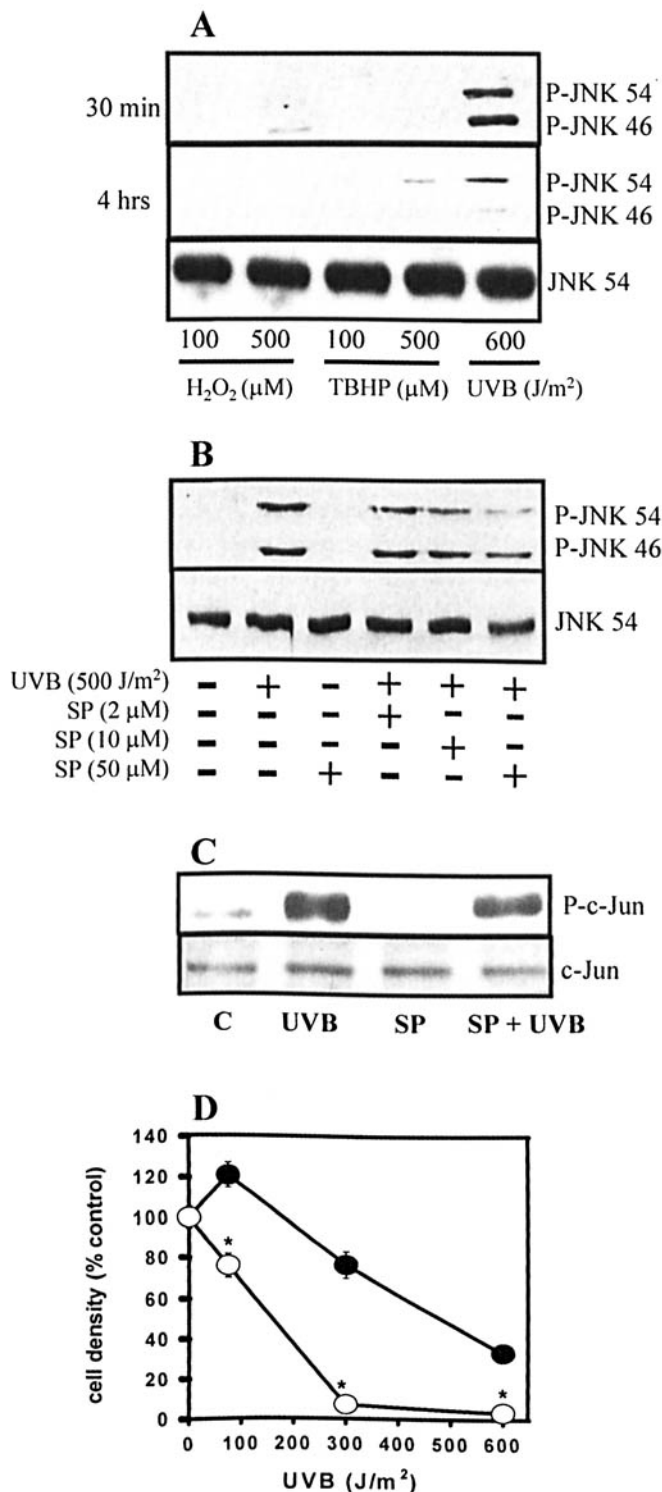 A
30 min
P-JNK 54
P-JNK 46
4 hrs
P-JNK 54
P-JNK 46
JNK 54
100 500 100 500 600
H₂O₂ (µM) TBHP (µM) UVB (J/m²)
B
P-JNK 54
P-JNK 46
JNK 54
UVB (500 J/m²) - + - + + +
SP (2 µM) - - - + - -
SP (10 µM) - - - - + -
SP (50 µM) - - + - - +
C
P-c-Jun
c-Jun
C UVB SP SP + UVB
D
140
120
100
80
60
40
20
0
cell density (% control)
*
*
*
0 100 200 300 400 500 600
UVB (J/m²)